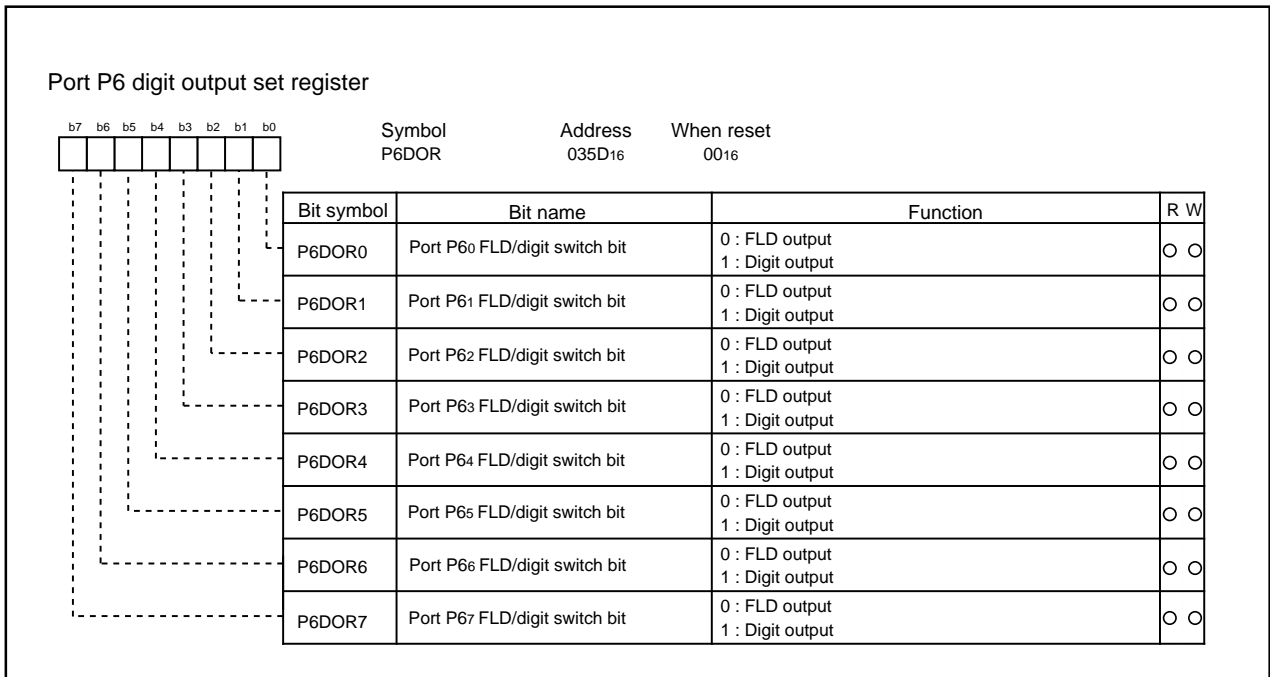 Port P6 digit output set register
b7 b6 b5 b4 b3 b2 b1 b0
Symbol Address When reset
P6DOR 035D16 0016
Bit symbol Bit name Function R W
P6DOR0 Port P60 FLD/digit switch bit 0 : FLD output
1 : Digit output
P6DOR1 Port P61 FLD/digit switch bit 0 : FLD output
1 : Digit output
P6DOR2 Port P62 FLD/digit switch bit 0 : FLD output
1 : Digit output
P6DOR3 Port P63 FLD/digit switch bit 0 : FLD output
1 : Digit output
P6DOR4 Port P64 FLD/digit switch bit 0 : FLD output
1 : Digit output
P6DOR5 Port P65 FLD/digit switch bit 0 : FLD output
1 : Digit output
P6DOR6 Port P66 FLD/digit switch bit 0 : FLD output
1 : Digit output
P6DOR7 Port P67 FLD/digit switch bit 0 : FLD output
1 : Digit output